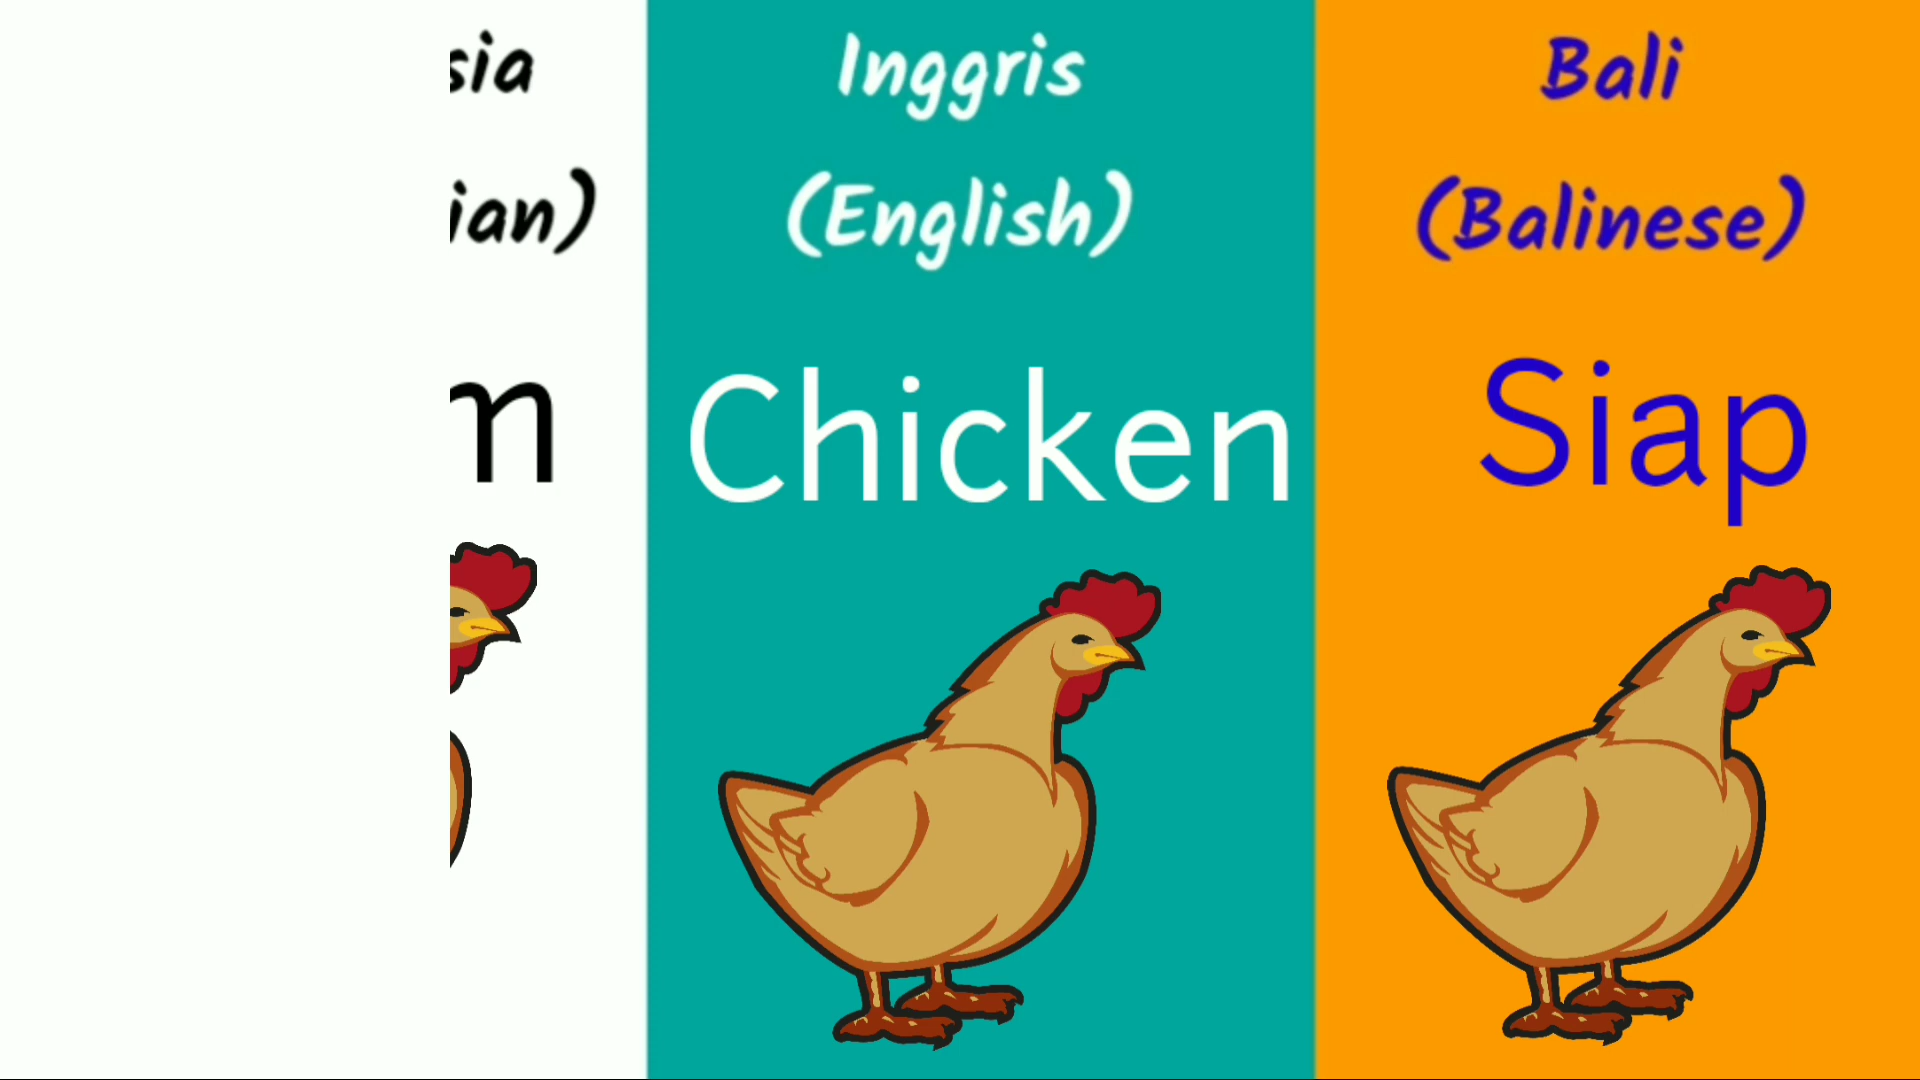 sia
ian)
m
Inggris
(English)
Chicken
Bali
(Balinese)
Siap